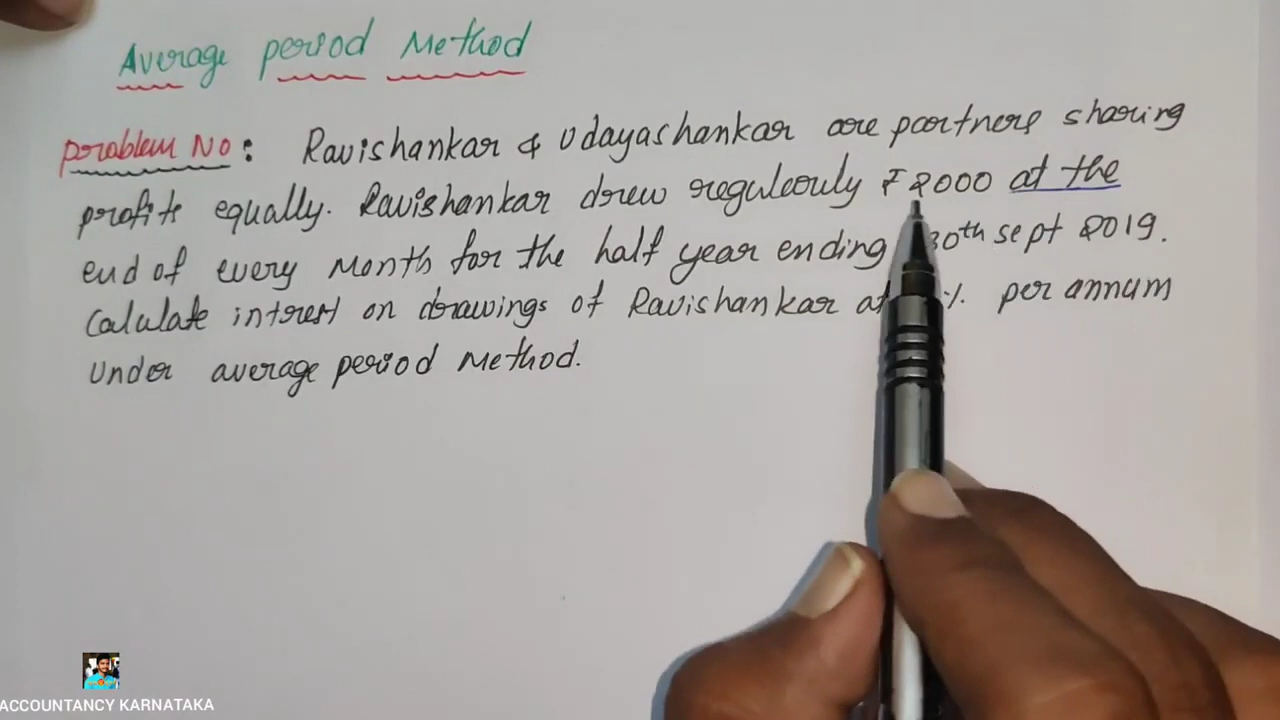 Average period Method
problem No: Ravishankar & Udayashankar are partners sharing
profits equally. Ravishankar drew regularly ₹2000 at the
end of every Month for the half year ending 30th sept 2019.
Calulate interest on drawings of Ravishankar at % per annum
under average period Method.
ACCOUNTANCY KARNATAKA